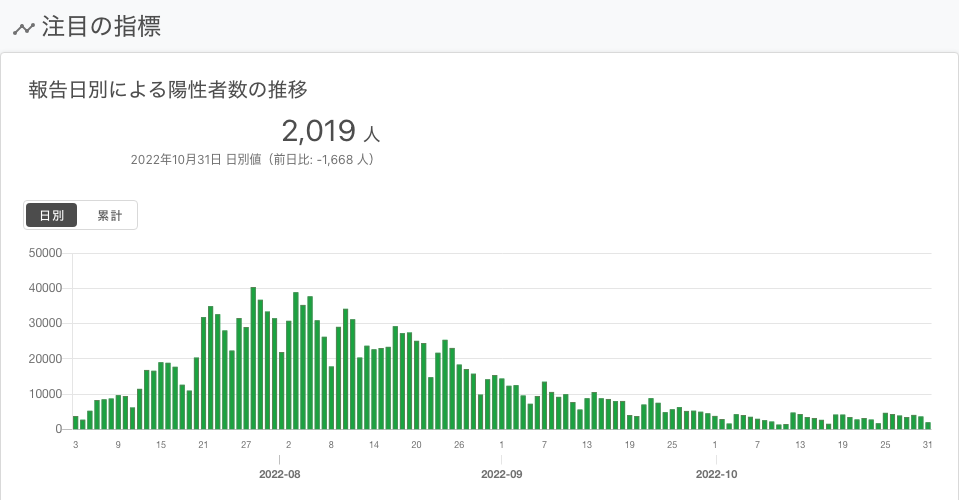 注目の指標
報告日別による陽性者数の推移
2,019 人
2022年10月31日 日別値（前日比: -1,668 人）
日別 累計
50000
40000
30000
20000
10000
0
3 9 15 21 27 2 8 14 20 26 1 7 13 19 25 1 7 13 19 25 31
2022-08 2022-09 2022-10